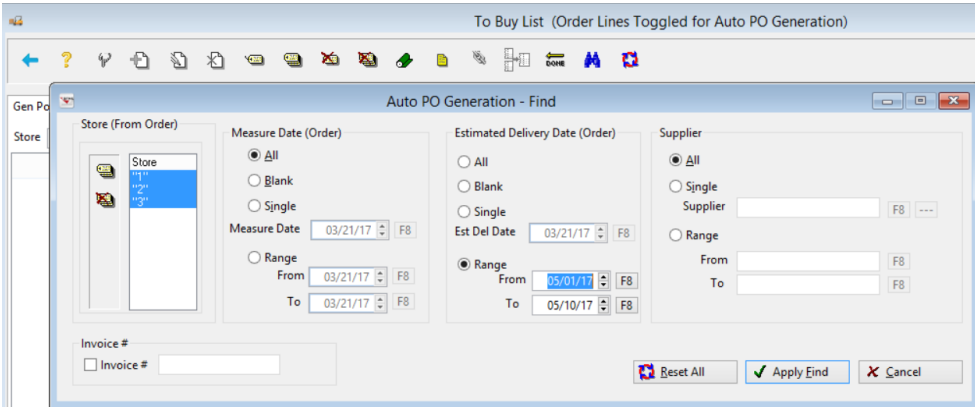 To Buy List (Order Lines Toggled for Auto PO Generation)
DONE
Gen Po
Auto PO Generation - Find
Store
Store (From Order)
Store
"1"
"2"
"3"
Measure Date (Order)
All
Blank
Single
Measure Date 03/21/17 F8
Range
From 03/21/17 F8
To 03/21/17 F8
Estimated Delivery Date (Order)
All
Blank
Single
Est Del Date 03/21/17 F8
Range
From 05/01/17 F8
To 05/10/17 F8
Supplier
All
Single
Supplier F8 ---
Range
From F8
To F8
Invoice #
Invoice #
Reset All
Apply Find
Cancel